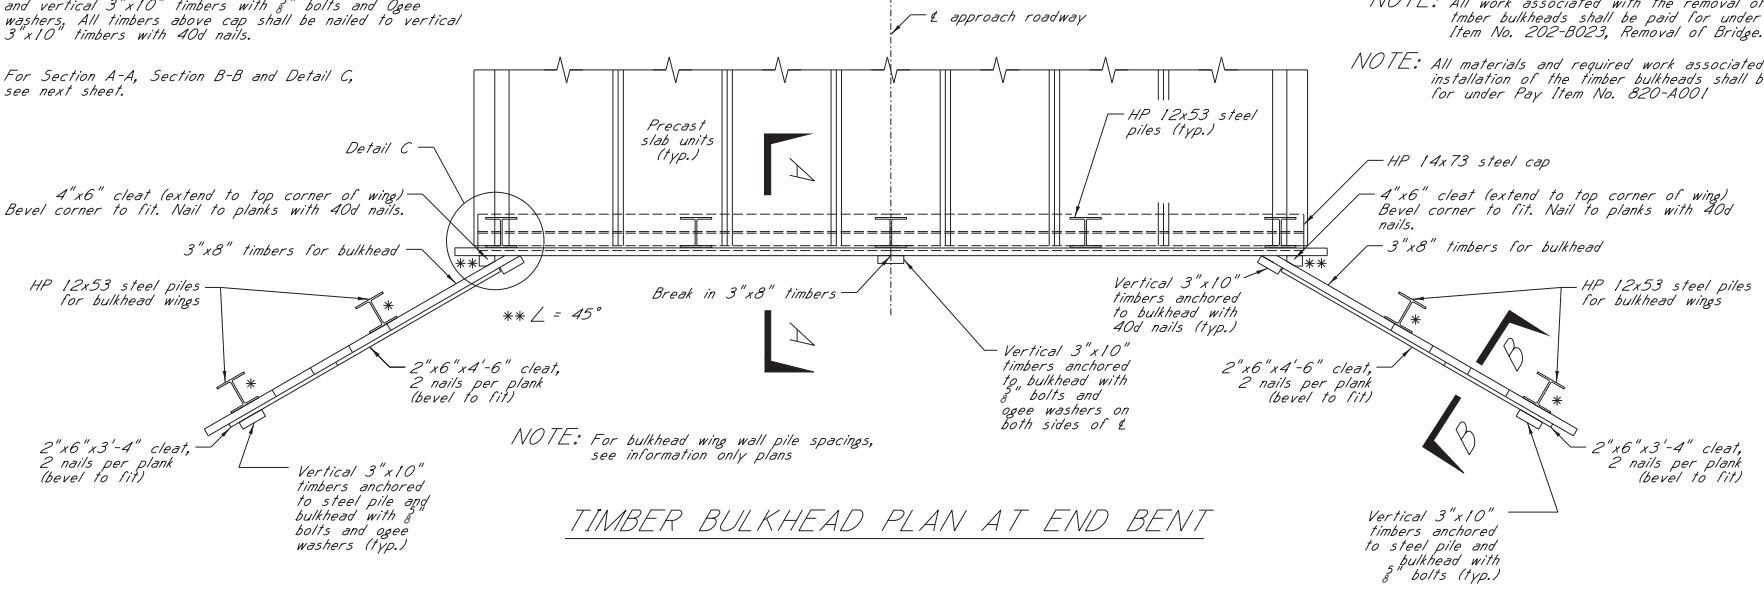 and vertical 3"x10" timbers with 5/8" bolts and Ogee
washers. All timbers above cap shall be nailed to vertical
3"x10" timbers with 40d nails.
For Section A-A, Section B-B and Detail C,
see next sheet.
℄ approach roadway
NOTE: All work associated with the removal of
tmber bulkheads shall be paid for under
Item No. 202-B023, Removal of Bridge.
NOTE: All materials and required work associated
installation of the timber bulkheads shall b
for under Pay Item No. 820-A001
Precast
slab units
(typ.)
A
HP 12x53 steel
piles (typ.)
Detail C
HP 14x73 steel cap
4"x6" cleat (extend to top corner of wing)
Bevel corner to fit. Nail to planks with 40d nails.
4"x6" cleat (extend to top corner of wing)
Bevel corner to fit. Nail to planks with 40d
nails.
3"x8" timbers for bulkhead
3"x8" timbers for bulkhead
**
**
HP 12x53 steel piles
for bulkhead wings
*
*
Break in 3"x8" timbers
** ∠ = 45°
A
Vertical 3"x10"
timbers anchored
to bulkhead with
40d nails (typ.)
HP 12x53 steel piles
for bulkhead wings
*
*
B
B
2"x6"x4'-6" cleat,
2 nails per plank
(bevel to fit)
Vertical 3"x10"
timbers anchored
to bulkhead with
5/8" bolts and
ogee washers on
both sides of ℄
2"x6"x4'-6" cleat,
2 nails per plank
(bevel to fit)
NOTE: For bulkhead wing wall pile spacings,
see information only plans
2"x6"x3'-4" cleat,
2 nails per plank
(bevel to fit)
Vertical 3"x10"
timbers anchored
to steel pile and
bulkhead with 5/8"
bolts and ogee
washers (typ.)
2"x6"x3'-4" cleat,
2 nails per plank
(bevel to fit)
Vertical 3"x10"
timbers anchored
to steel pile and
bulkhead with
5/8" bolts (typ.)
TIMBER BULKHEAD PLAN AT END BENT